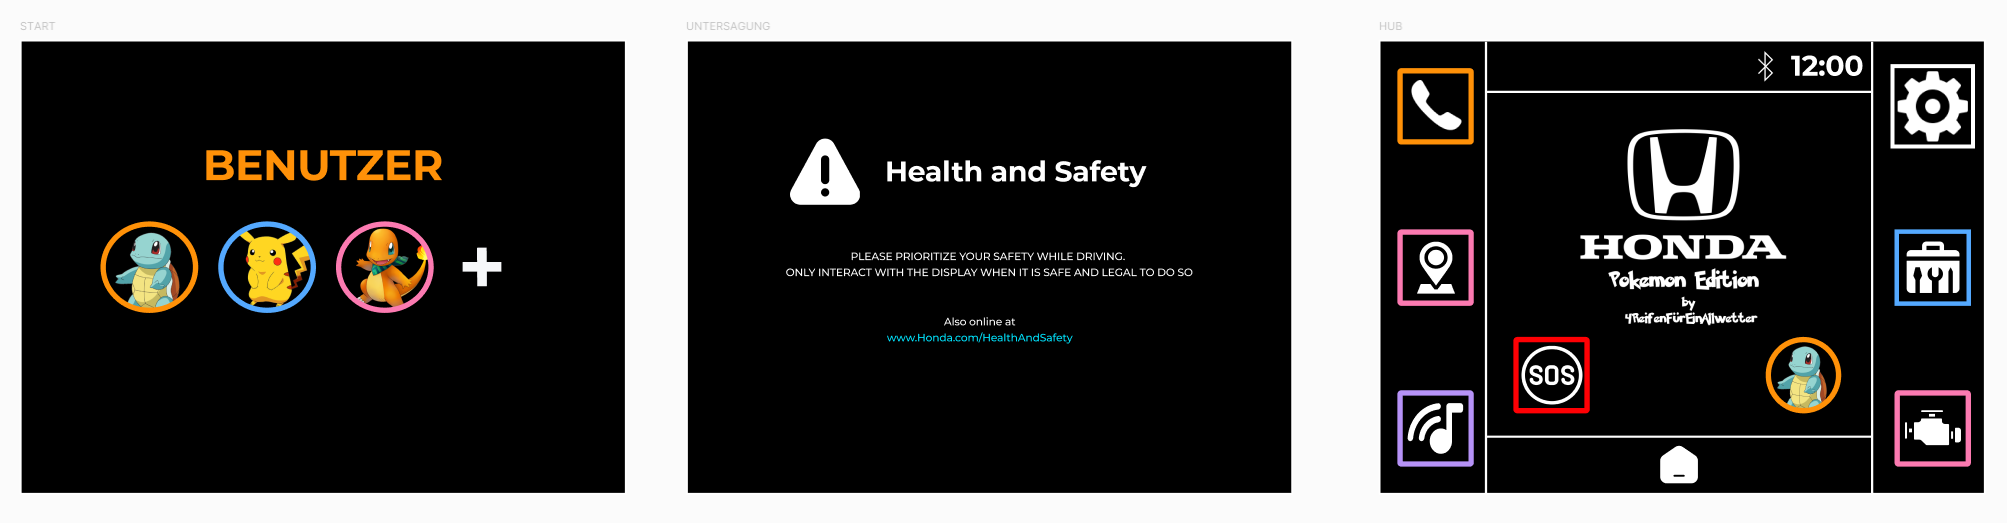 START
BENUTZER
UNTERSAGUNG
Health and Safety
PLEASE PRIORITIZE YOUR SAFETY WHILE DRIVING.
ONLY INTERACT WITH THE DISPLAY WHEN IT IS SAFE AND LEGAL TO DO SO
Also online at
www.Honda.com/HealthAndSafety
HUB
12:00
HONDA
Pokemon Edition
by
4ReifenFürEinAllwetter
SOS